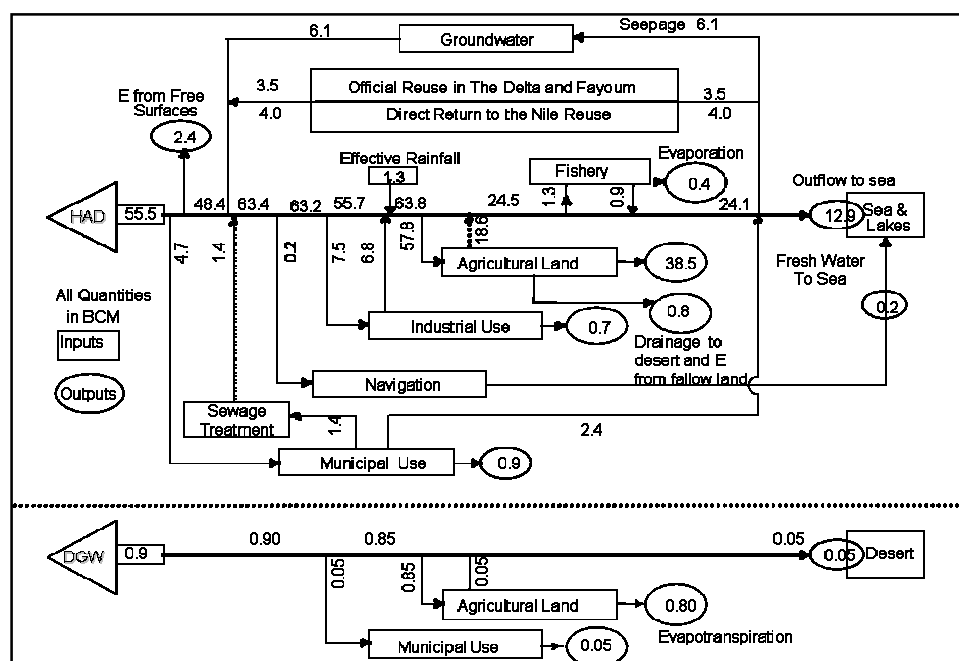 6.1
Groundwater
Seepage 6.1
3.5
Official Reuse in The Delta and Fayoum
3.5
4.0
Direct Return to the Nile Reuse
4.0
E from Free
Surfaces
2.4
Effective Rainfall
1.3
Fishery
Evaporation
0.4
1.3
0.9
Outflow to sea
HAD
55.5
48.4
63.4
63.2
55.7
63.8
24.5
24.1
12.9
Sea &
Lakes
4.7
1.4
0.2
7.5
6.8
57.8
18.6
Agricultural Land
38.5
Fresh Water
To Sea
All Quantities
in BCM
Inputs
Outputs
Industrial Use
0.7
0.8
0.2
Drainage to
desert and E
from fallow land
Navigation
Sewage
Treatment
1.4
2.4
Municipal Use
0.9
DGW
0.9
0.90
0.85
0.05
0.05
Desert
0.05
0.85
0.05
Agricultural Land
0.80
Evapotranspiration
Municipal Use
0.05